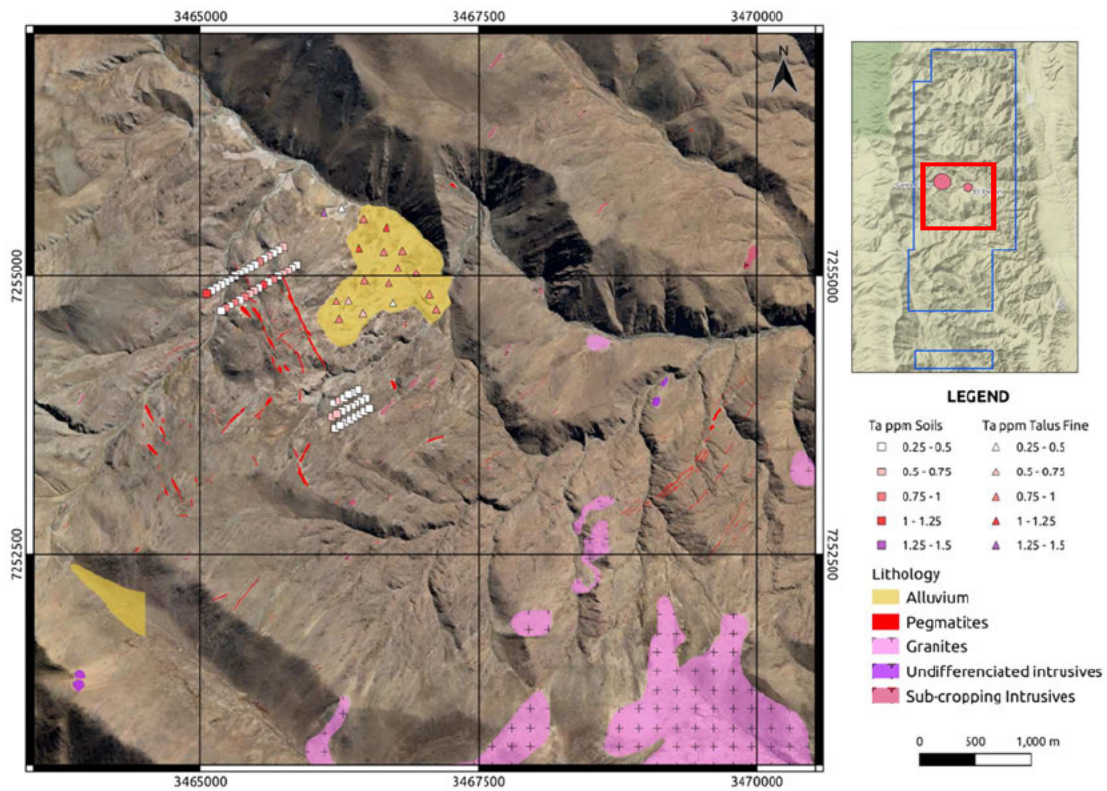 3465000 3467500 3470000
N
7255000 7255000
7252500 7252500
3465000 3467500 3470000
LEGEND
Ta ppm Soils Ta ppm Talus Fine
0.25 - 0.5 0.25 - 0.5
0.5 - 0.75 0.5 - 0.75
0.75 - 1 0.75 - 1
1 - 1.25 1 - 1.25
1.25 - 1.5 1.25 - 1.5
Lithology
Alluvium
Pegmatites
Granites
Undifferenciated intrusives
Sub-cropping Intrusives
0 500 1,000 m